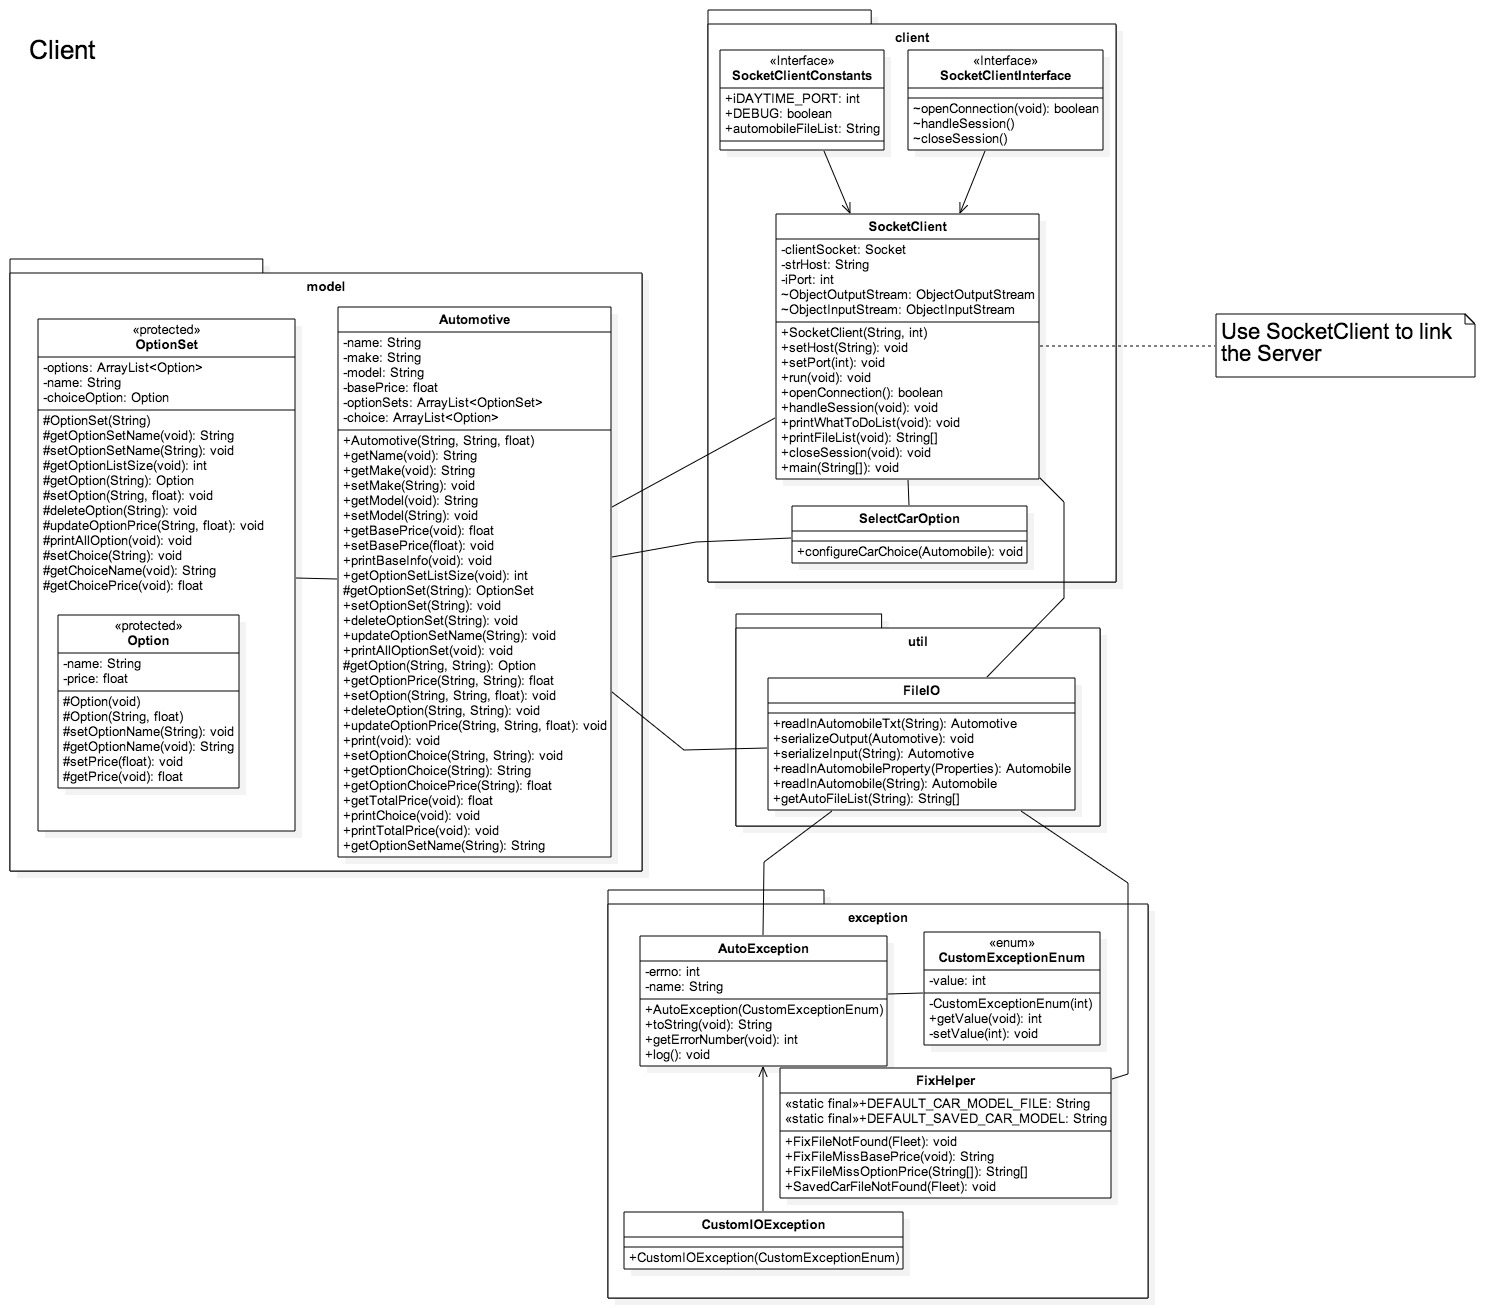 Client
client
«Interface»
SocketClientConstants
+iDAYTIME_PORT: int
+DEBUG: boolean
+automobileFileList: String
«Interface»
SocketClientInterface
~openConnection(void): boolean
~handleSession()
~closeSession()
SocketClient
-clientSocket: Socket
-strHost: String
-iPort: int
~ObjectOutputStream: ObjectOutputStream
~ObjectInputStream: ObjectInputStream
+SocketClient(String, int)
+setHost(String): void
+setPort(int): void
+run(void): void
+openConnection(): boolean
+handleSession(void): void
+printWhatToDoList(void): void
+printFileList(void): String[]
+closeSession(void): void
+main(String[]): void
Use SocketClient to link
the Server
SelectCarOption
+configureCarChoice(Automobile): void
model
«protected»
OptionSet
-options: ArrayList<Option>
-name: String
-choiceOption: Option
#OptionSet(String)
#getOptionSetName(void): String
#setOptionSetName(String): void
#getOptionListSize(void): int
#getOption(String): Option
#setOption(String, float): void
#deleteOption(String): void
#updateOptionPrice(String, float): void
#printAllOption(void): void
#setChoice(String): void
#getChoiceName(void): String
#getChoicePrice(void): float
«protected»
Option
-name: String
-price: float
#Option(void)
#Option(String, float)
#setOptionName(String): void
#getOptionName(void): String
#setPrice(float): void
#getPrice(void): float
Automotive
-name: String
-make: String
-model: String
-basePrice: float
-optionSets: ArrayList<OptionSet>
-choice: ArrayList<Option>
+Automotive(String, String, float)
+getName(void): String
+getMake(void): String
+setMake(String): void
+getModel(void): String
+setModel(String): void
+getBasePrice(void): float
+setBasePrice(float): void
+printBaseInfo(void): void
+getOptionSetListSize(void): int
#getOptionSet(String): OptionSet
+setOptionSet(String): void
+deleteOptionSet(String): void
+updateOptionSetName(String): void
+printAllOptionSet(void): void
#getOption(String, String): Option
+getOptionPrice(String, String): float
+setOption(String, String, float): void
+deleteOption(String, String): void
+updateOptionPrice(String, String, float): void
+print(void): void
+setOptionChoice(String, String): void
+getOptionChoice(String): String
+getOptionChoicePrice(String): float
+getTotalPrice(void): float
+printChoice(void): void
+printTotalPrice(void): void
+getOptionSetName(String): String
util
FileIO
+readInAutomobileTxt(String): Automotive
+serializeOutput(Automotive): void
+serializeInput(String): Automotive
+readInAutomobileProperty(Properties): Automobile
+readInAutomobile(String): Automobile
+getAutoFileList(String): String[]
exception
AutoException
-errno: int
-name: String
+AutoException(CustomExceptionEnum)
+toString(void): String
+getErrorNumber(void): int
+log(): void
«enum»
CustomExceptionEnum
-value: int
-CustomExceptionEnum(int)
+getValue(void): int
-setValue(int): void
FixHelper
«static final»+DEFAULT_CAR_MODEL_FILE: String
«static final»+DEFAULT_SAVED_CAR_MODEL: String
+FixFileNotFound(Fleet): void
+FixFileMissBasePrice(void): String
+FixFileMissOptionPrice(String[]): String[]
+SavedCarFileNotFound(Fleet): void
CustomIOException
+CustomIOException(CustomExceptionEnum)